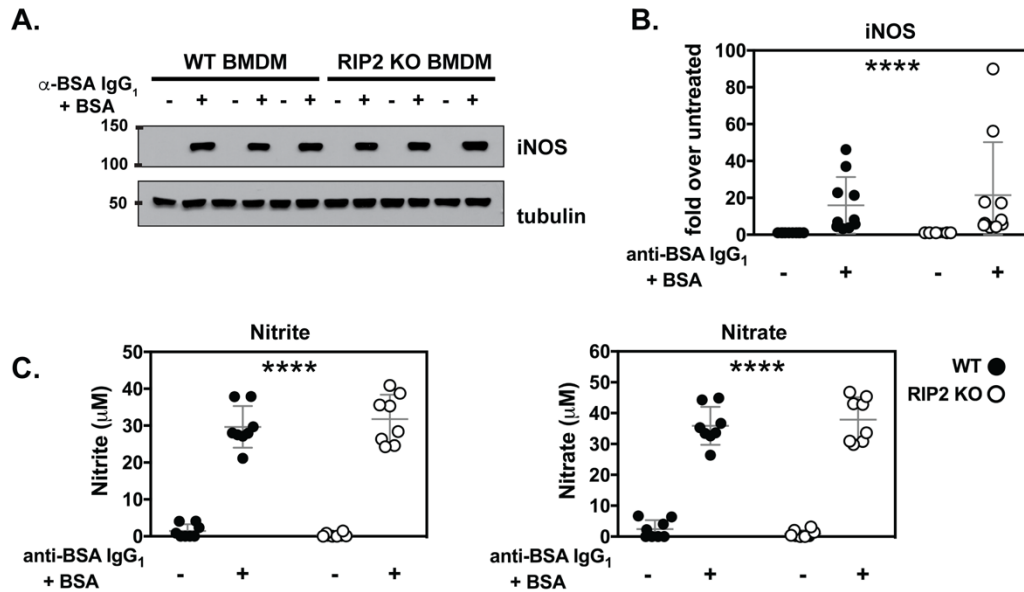 A.
WT BMDM RIP2 KO BMDM
α-BSA IgG1
+ BSA
- + - + - + - + - + - +
150
100
iNOS
50
tubulin
B.
iNOS
fold over untreated
100
80
60
40
20
0
****
anti-BSA IgG1
+ BSA
- + - +
C.
Nitrite
Nitrite (μM)
50
40
30
20
10
0
****
anti-BSA IgG1
+ BSA
- + - +
Nitrate
Nitrate (μM)
60
50
40
30
20
10
0
****
anti-BSA IgG1
+ BSA
- + - +
WT
RIP2 KO